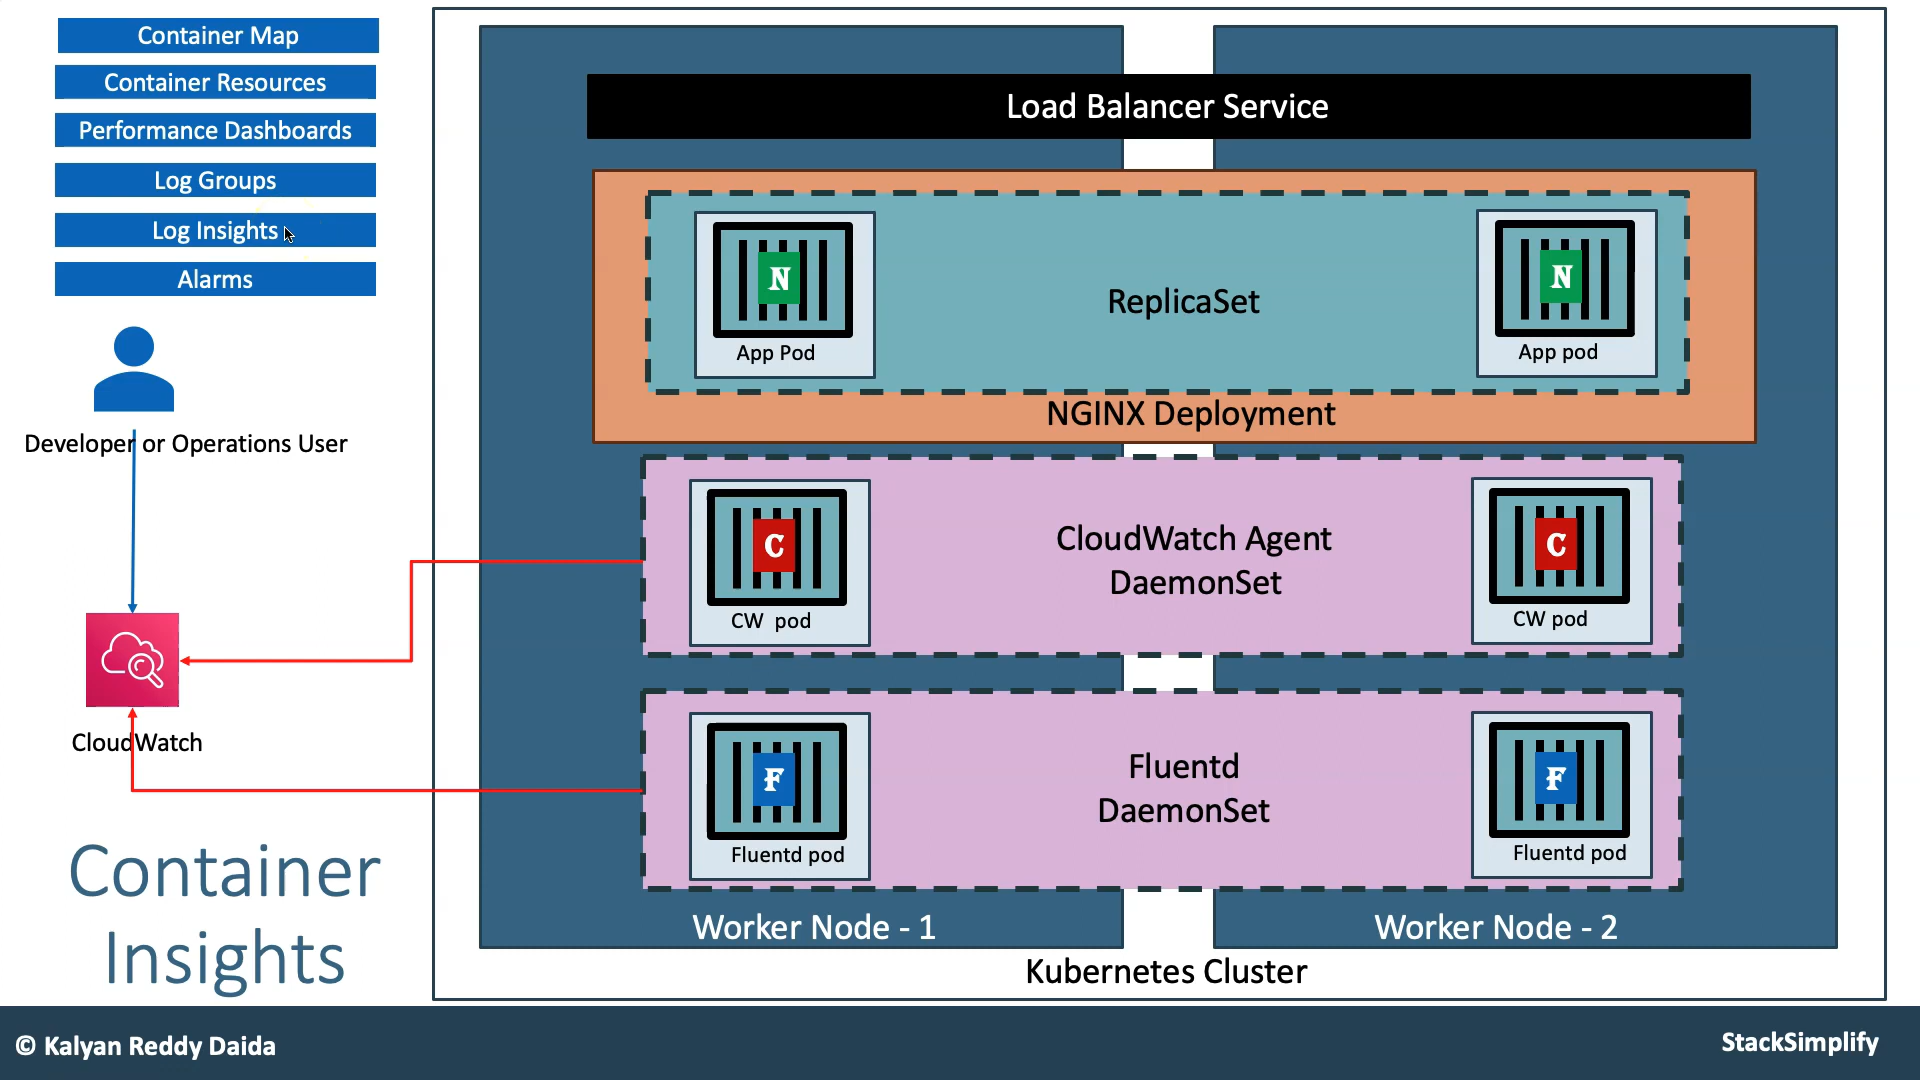 Container Map
Container Resources
Performance Dashboards
Log Groups
Log Insights
Alarms
Developer or Operations User
CloudWatch
Container
Insights
Load Balancer Service
N
App Pod
ReplicaSet
N
App pod
NGINX Deployment
C
CW pod
CloudWatch Agent
DaemonSet
C
CW pod
F
Fluentd pod
Fluentd
DaemonSet
F
Fluentd pod
Worker Node - 1
Worker Node - 2
Kubernetes Cluster
© Kalyan Reddy Daida
StackSimplify